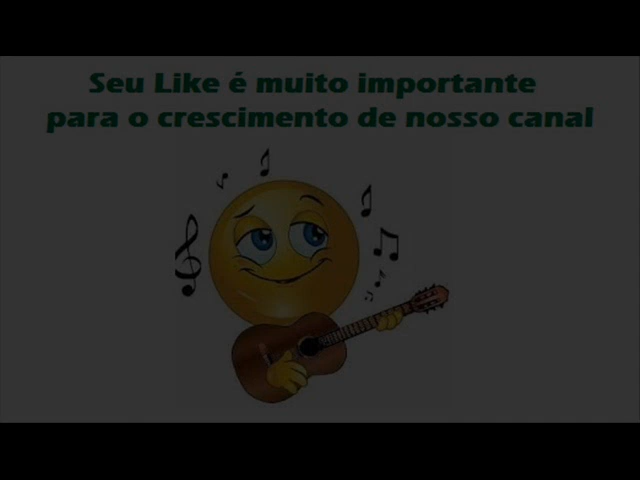 Seu Like é muito importante
para o crescimento de nosso canal